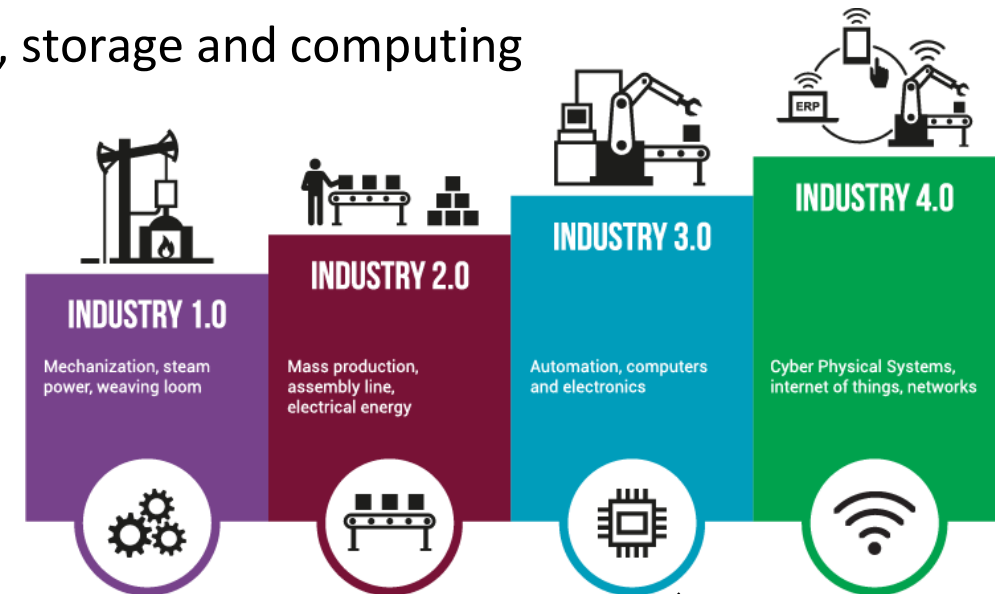 , storage and computing
ERP
INDUSTRY 1.0
Mechanization, steam
power, weaving loom
INDUSTRY 2.0
Mass production,
assembly line,
electrical energy
INDUSTRY 3.0
Automation, computers
and electronics
INDUSTRY 4.0
Cyber Physical Systems,
internet of things, networks